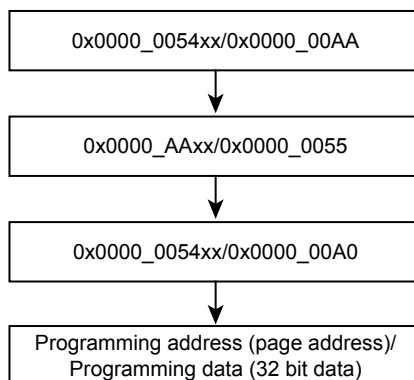 0x0000_0054xx/0x0000_00AA
0x0000_AAxx/0x0000_0055
0x0000_0054xx/0x0000_00A0
Programming address (page address)/
Programming data (32 bit data)